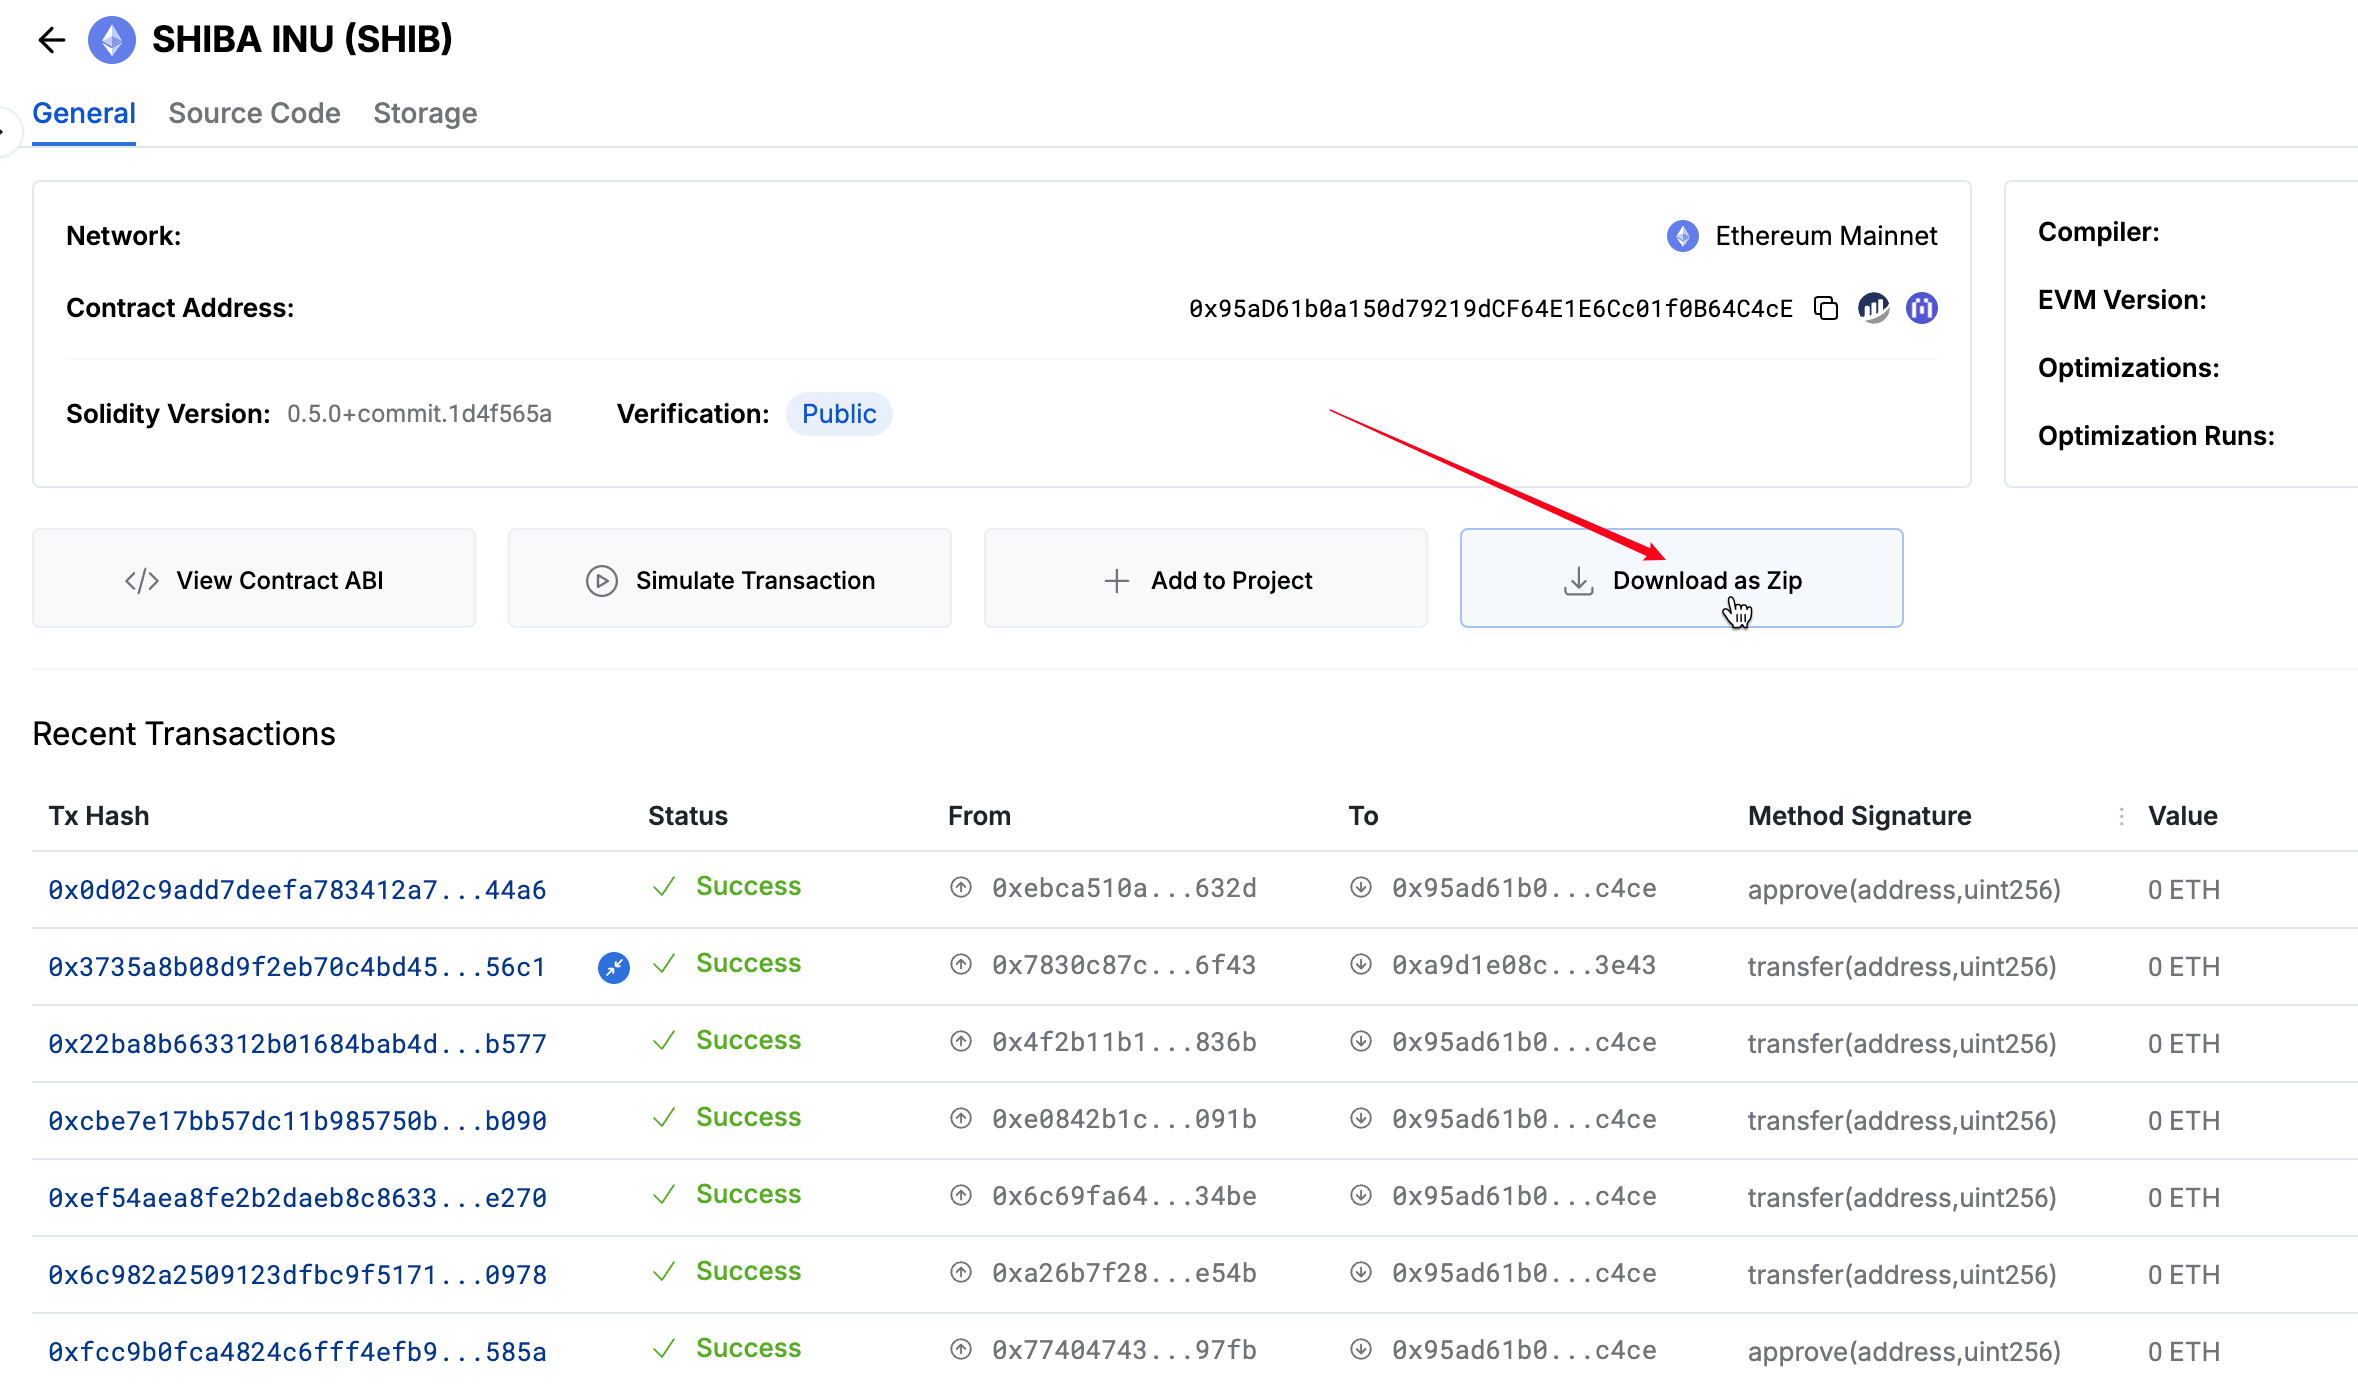 SHIBA INU (SHIB)
General Source Code Storage
Network: Ethereum Mainnet
Contract Address: 0x95aD61b0a150d79219dCF64E1E6Cc01f0B64C4cE
Solidity Version: 0.5.0+commit.1d4f565a Verification: Public
Compiler:
EVM Version:
Optimizations:
Optimization Runs:
View Contract ABI Simulate Transaction Add to Project Download as Zip
Recent Transactions
Tx Hash Status From To Method Signature Value
0x0d02c9add7deefa783412a7...44a6 Success 0xebca510a...632d 0x95ad61b0...c4ce approve(address,uint256) 0 ETH
0x3735a8b08d9f2eb70c4bd45...56c1 Success 0x7830c87c...6f43 0xa9d1e08c...3e43 transfer(address,uint256) 0 ETH
0x22ba8b663312b01684bab4d...b577 Success 0x4f2b11b1...836b 0x95ad61b0...c4ce transfer(address,uint256) 0 ETH
0xcbe7e17bb57dc11b985750b...b090 Success 0xe0842b1c...091b 0x95ad61b0...c4ce transfer(address,uint256) 0 ETH
0xef54aea8fe2b2daeb8c8633...e270 Success 0x6c69fa64...34be 0x95ad61b0...c4ce transfer(address,uint256) 0 ETH
0x6c982a2509123dfbc9f5171...0978 Success 0xa26b7f28...e54b 0x95ad61b0...c4ce transfer(address,uint256) 0 ETH
0xfcc9b0fca4824c6fff4efb9...585a Success 0x77404743...97fb 0x95ad61b0...c4ce approve(address,uint256) 0 ETH